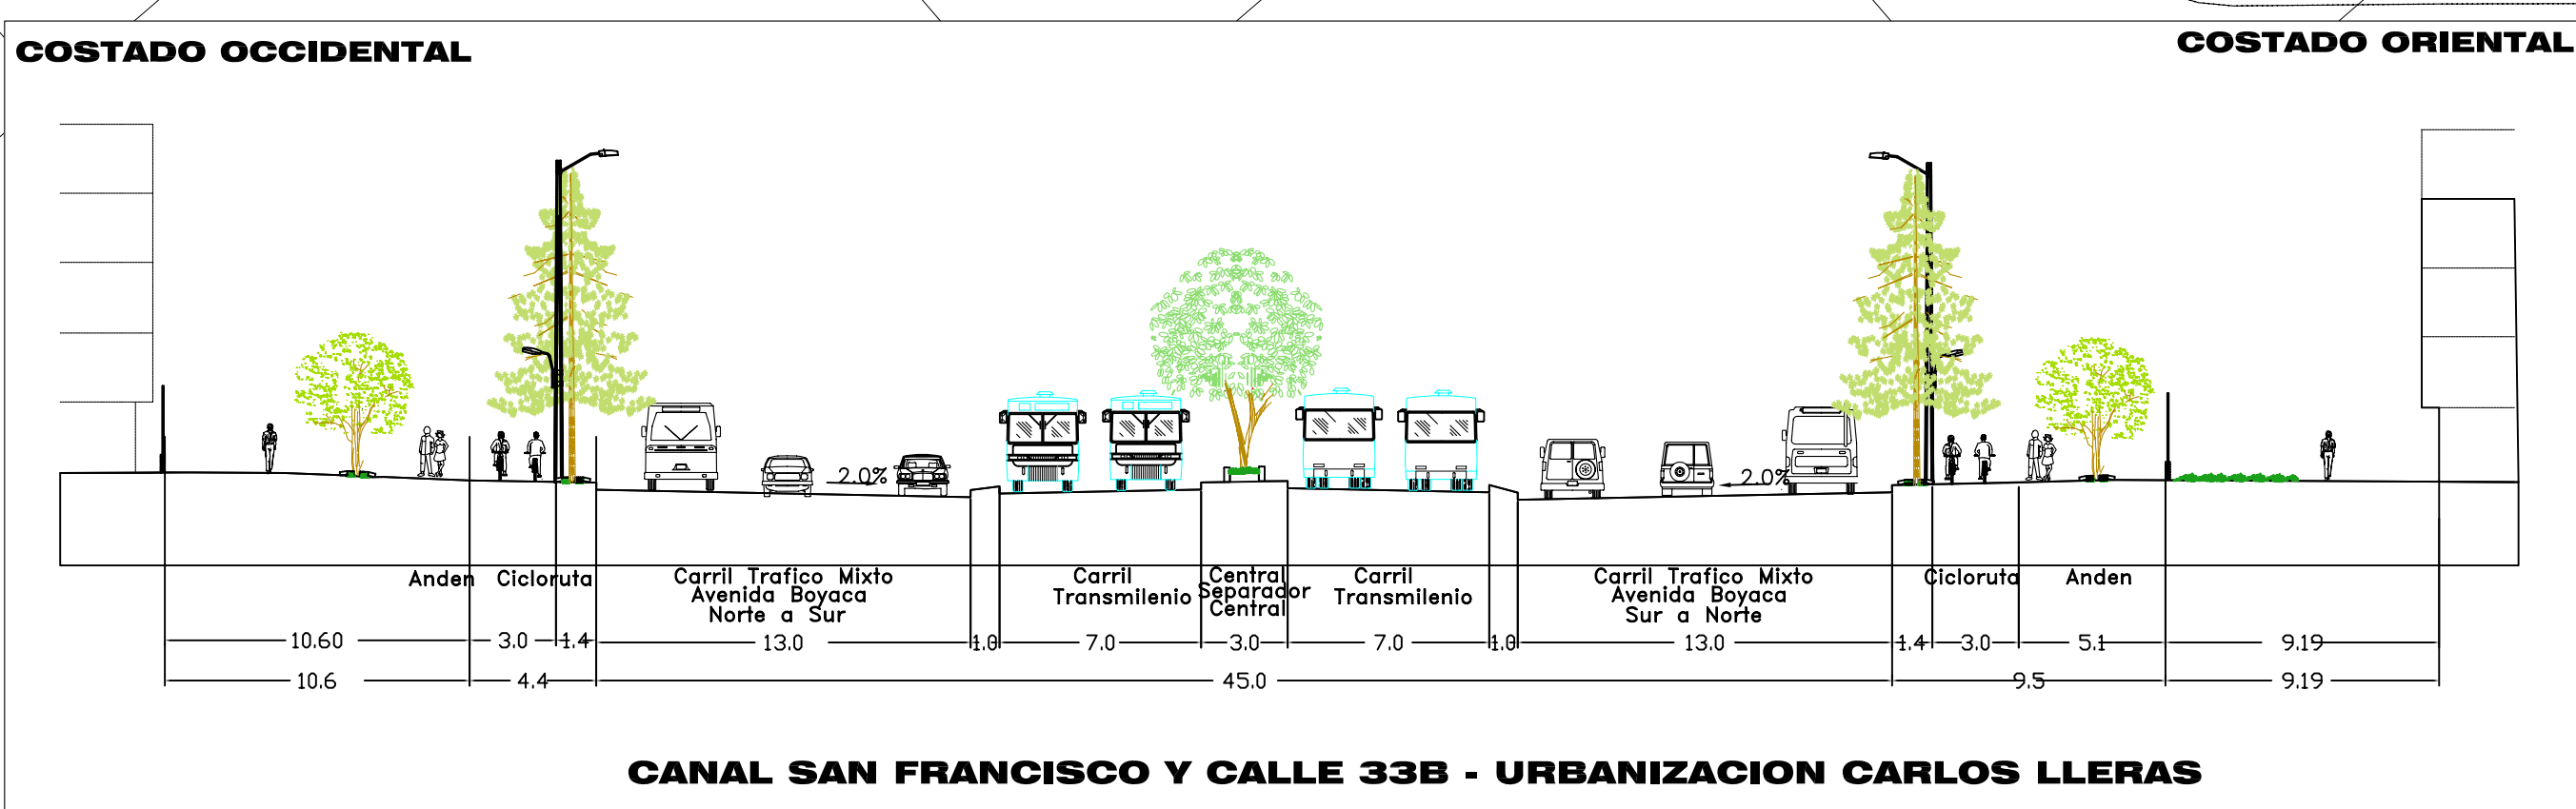 COSTADO OCCIDENTAL
COSTADO ORIENTAL
2.0%
2.0%
Anden
Cicloruta
Carril Trafico Mixto
Avenida Boyaca
Norte a Sur
Carril
Transmilenio
Central
Separador
Central
Carril
Transmilenio
Carril Trafico Mixto
Avenida Boyaca
Sur a Norte
Cicloruta
Anden
10.60
3.0
1.4
13.0
1.0
7.0
3.0
7.0
1.0
13.0
1.4
3.0
5.1
9.19
10.6
4.4
45.0
9.5
9.19
CANAL SAN FRANCISCO Y CALLE 33B - URBANIZACION CARLOS LLERAS